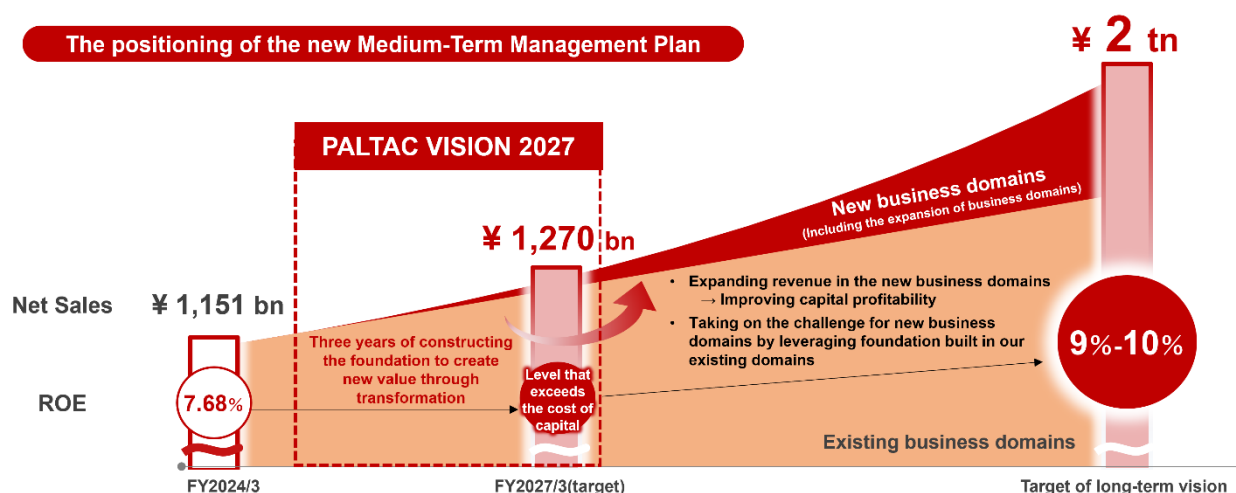 The positioning of the new Medium-Term Management Plan
¥ 2 tn
PALTAC VISION 2027
New business domains
(Including the expansion of business domains)
¥ 1,270 bn
Net Sales
¥ 1,151 bn
• Expanding revenue in the new business domains
→ Improving capital profitability
• Taking on the challenge for new business
domains by leveraging foundation built in our
existing domains
Three years of constructing
the foundation to create
new value through
transformation
Level that
exceeds
the cost of
capital
9%-10%
ROE
7.68%
Existing business domains
FY2024/3
FY2027/3(target)
Target of long-term vision